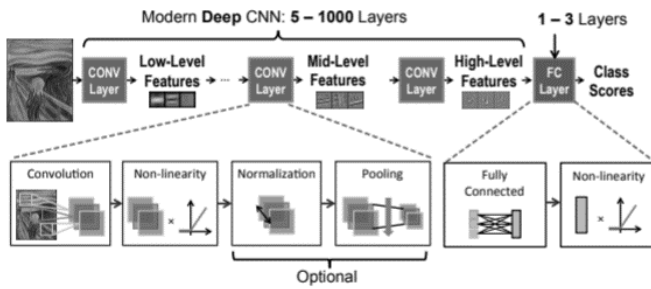 Modern Deep CNN: 5 – 1000 Layers
1 – 3 Layers
CONV
Layer
Low-Level
Features
...
CONV
Layer
Mid-Level
Features
CONV
Layer
High-Level
Features
FC
Layer
Class
Scores
Convolution
Non-linearity
×
Normalization
Pooling
Fully
Connected
Non-linearity
×
Optional